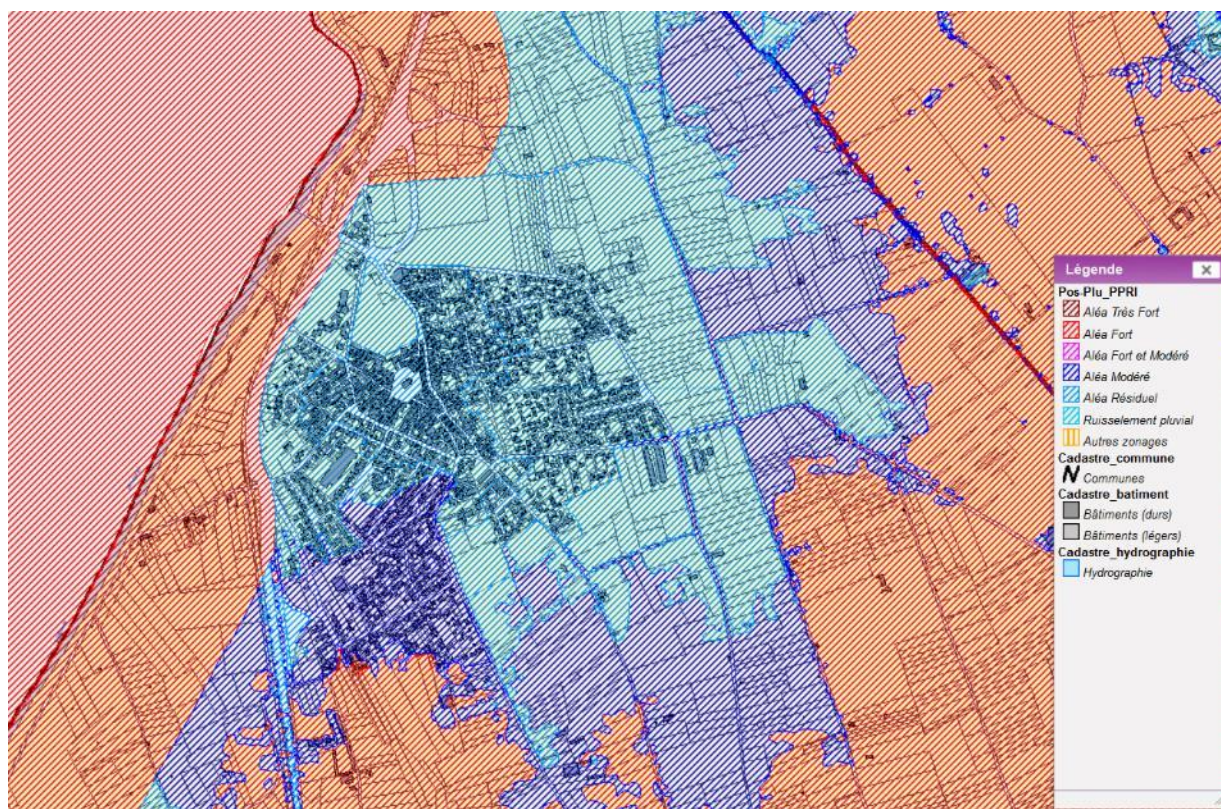 Légende
Pos-Plu_PPRI
Aléa Très Fort
Aléa Fort
Aléa Fort et Modéré
Aléa Modéré
Aléa Résiduel
Ruisselement pluvial
Autres zonages
Cadastre_commune
Communes
Cadastre_batiment
Bâtiments (durs)
Bâtiments (légers)
Cadastre_hydrographie
Hydrographie